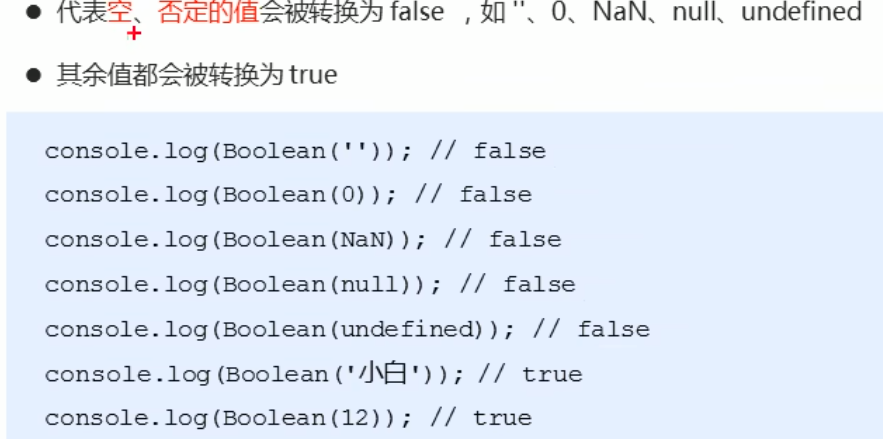 ● 代表空、否定的值会被转换为 false ，如 ''、0、NaN、null、undefined
● 其余值都会被转换为 true
console.log(Boolean('')); // false
console.log(Boolean(0)); // false
console.log(Boolean(NaN)); // false
console.log(Boolean(null)); // false
console.log(Boolean(undefined)); // false
console.log(Boolean('小白')); // true
console.log(Boolean(12)); // true